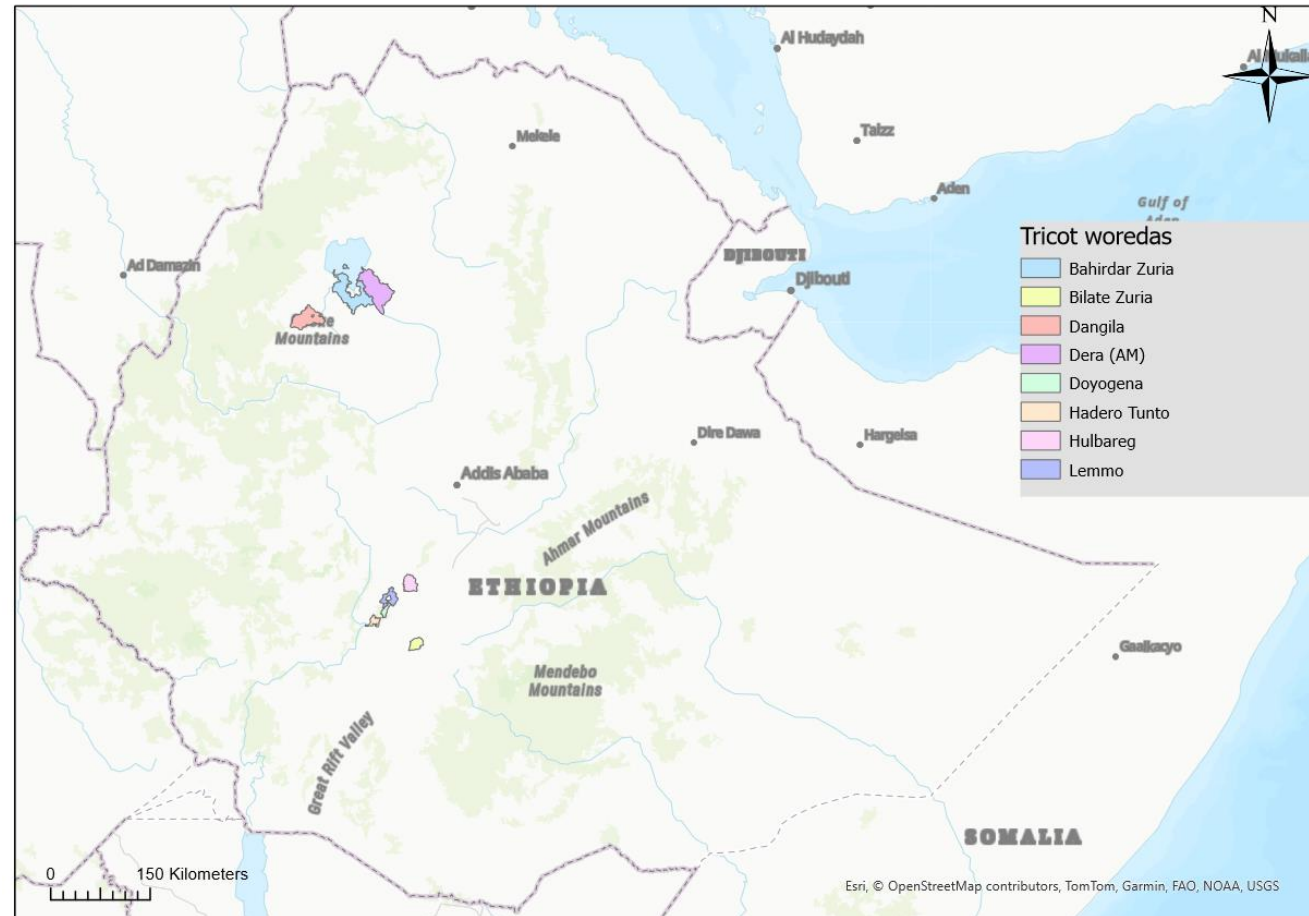 N
Al Hudaydah
Mekele
Taizz
Aden
Gulf of
Aden
Ad Damazin
DJIBOUTI
Djibouti
Mountains
Dire Dawa
Hargeisa
Addis Ababa
Ahmar Mountains
ETHIOPIA
Gaalkacyo
Mendebo
Mountains
Great Rift Valley
SOMALIA
Tricot woredas
Bahirdar Zuria
Bilate Zuria
Dangila
Dera (AM)
Doyogena
Hadero Tunto
Hulbareg
Lemmo
0 150 Kilometers
Esri, © OpenStreetMap contributors, TomTom, Garmin, FAO, NOAA, USGS